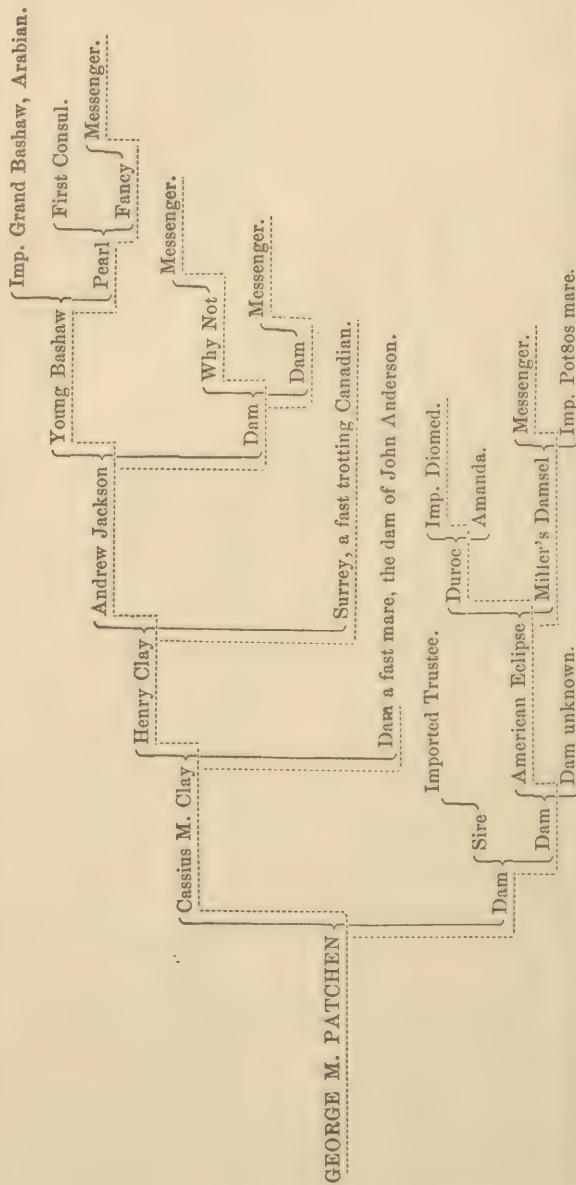 Imp. Grand Bashaw, Arabian.
First Consul.
Messenger.
Fancy
Pearl
Young Bashaw
Messenger.
Why Not
Messenger.
Dam
Dam
Andrew Jackson
Surrey, a fast trotting Canadian.
Henry Clay
Dam a fast mare, the dam of John Anderson.
Cassius M. Clay
GEORGE M. PATCHEN
Imported Trustee.
Sire
Imp. Diomed.
Amanda.
Duroc
Messenger.
Imp. Pot8os mare.
Miller's Damsel
American Eclipse
Dam unknown.
Dam
Dam